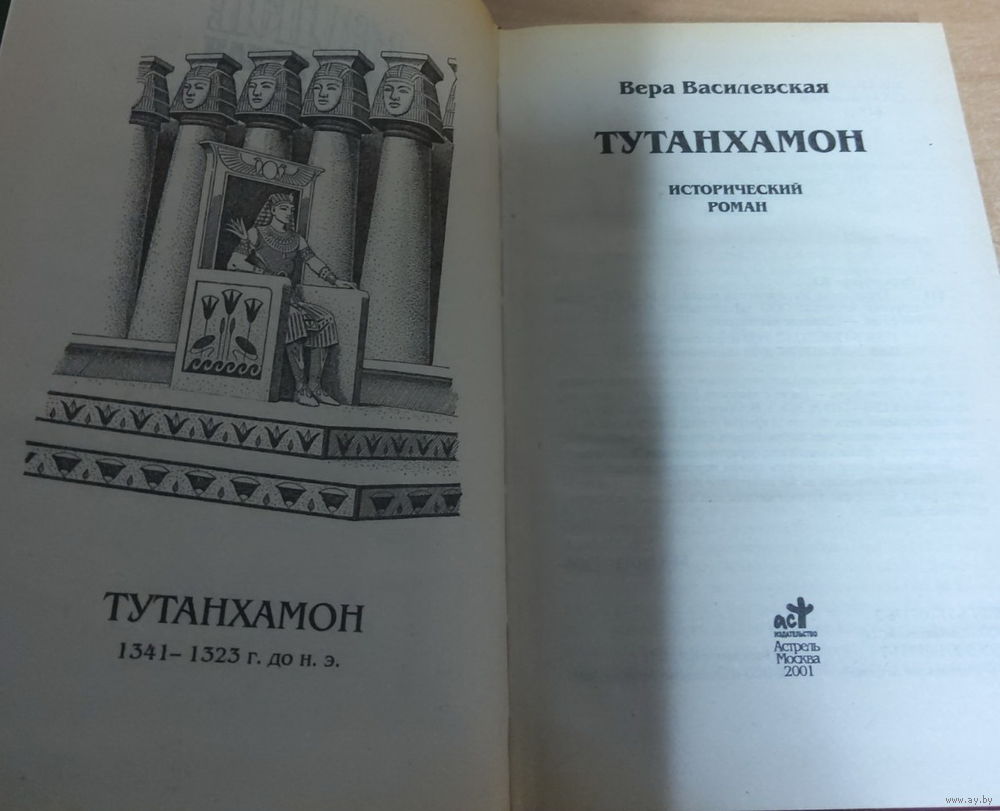 ТУТАНХАМОН
1341– 1323 г. до н. э.
Вера Василевская
ТУТАНХАМОН
ИСТОРИЧЕСКИЙ
РОМАН
аст
ИЗДАТЕЛЬСТВО
Астрель
Москва
2001
www.ay.by